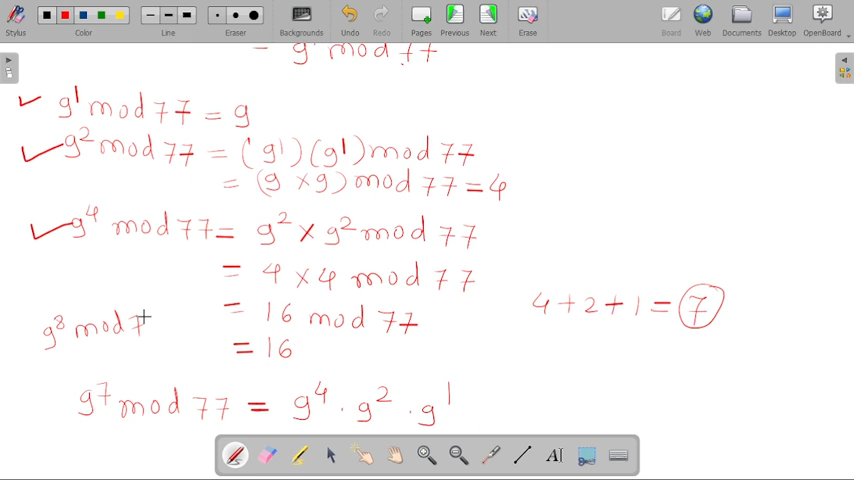 Stylus Color Line Eraser Backgrounds Undo Redo Pages Previous Next Erase Board Web Documents Desktop OpenBoard
mod 77
9¹ mod 77 = 9
9² mod 77 = (9¹) (9¹) mod 77
= (9 × 9) mod 77 = 4
9⁴ mod 77 = 9² × 9² mod 77
= 4 × 4 mod 77
4 + 2 + 1 = 7
= 16 mod 77
9⁸ mod 7
= 16
9⁷ mod 77 = 9⁴ · 9² · 9¹